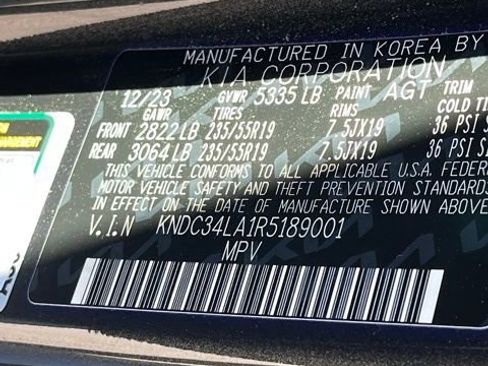 MANUFACTURED IN KOREA BY
KIA CORPORATION
12/23 GVWR 5335 LB PAINT AGT TRIM
GAWR TIRES RIMS COLD TI
FRONT 2822 LB 235/55R19 7.5JX19 36 PSI
REAR 3064 LB 235/55R19 7.5JX19 36 PSI
THIS VEHICLE CONFORMS TO ALL APPLICABLE U.S.A. FEDER
MOTOR VEHICLE SAFETY AND THEFT PREVENTION STANDARDS
ON THE DATE OF MANUFACTURE SHOWN ABOVE
V.I.N KNDC34LA1R5189001
MPV